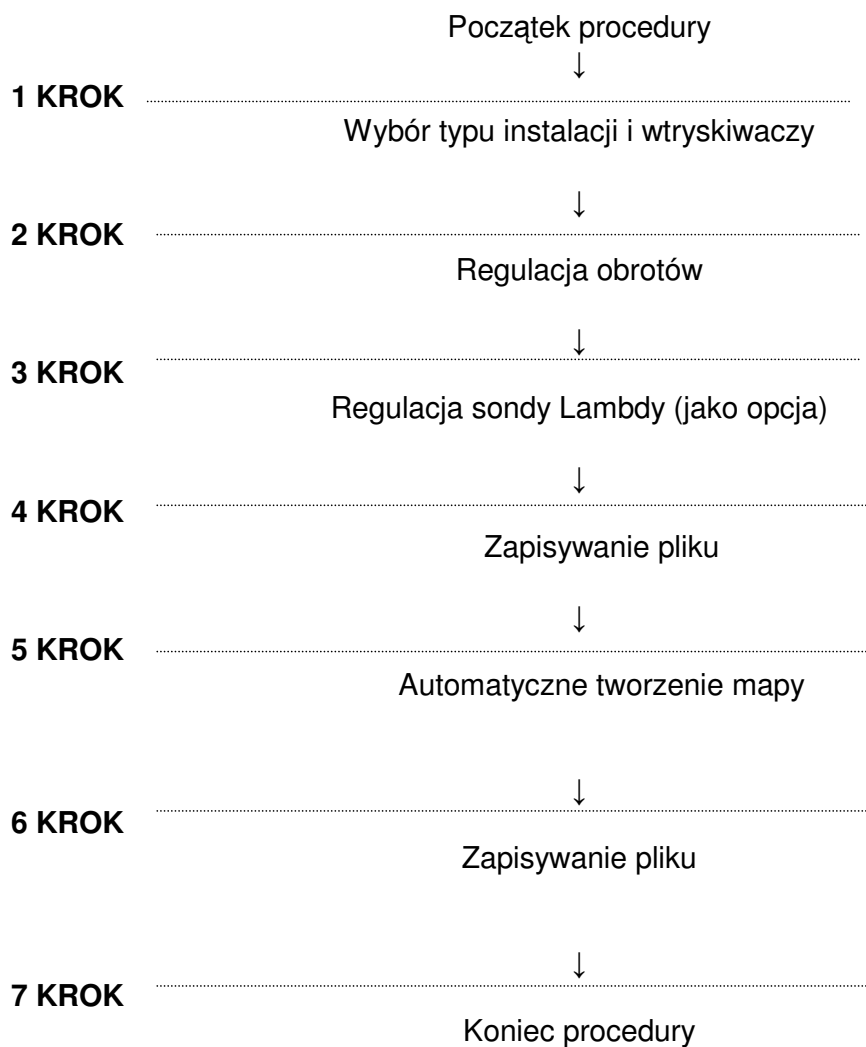 Początek procedury
↓
1 KROK
Wybór typu instalacji i wtryskiwaczy
↓
2 KROK
Regulacja obrotów
↓
3 KROK
Regulacja sondy Lambdy (jako opcja)
↓
4 KROK
Zapisywanie pliku
↓
5 KROK
Automatyczne tworzenie mapy
↓
6 KROK
Zapisywanie pliku
↓
7 KROK
Koniec procedury